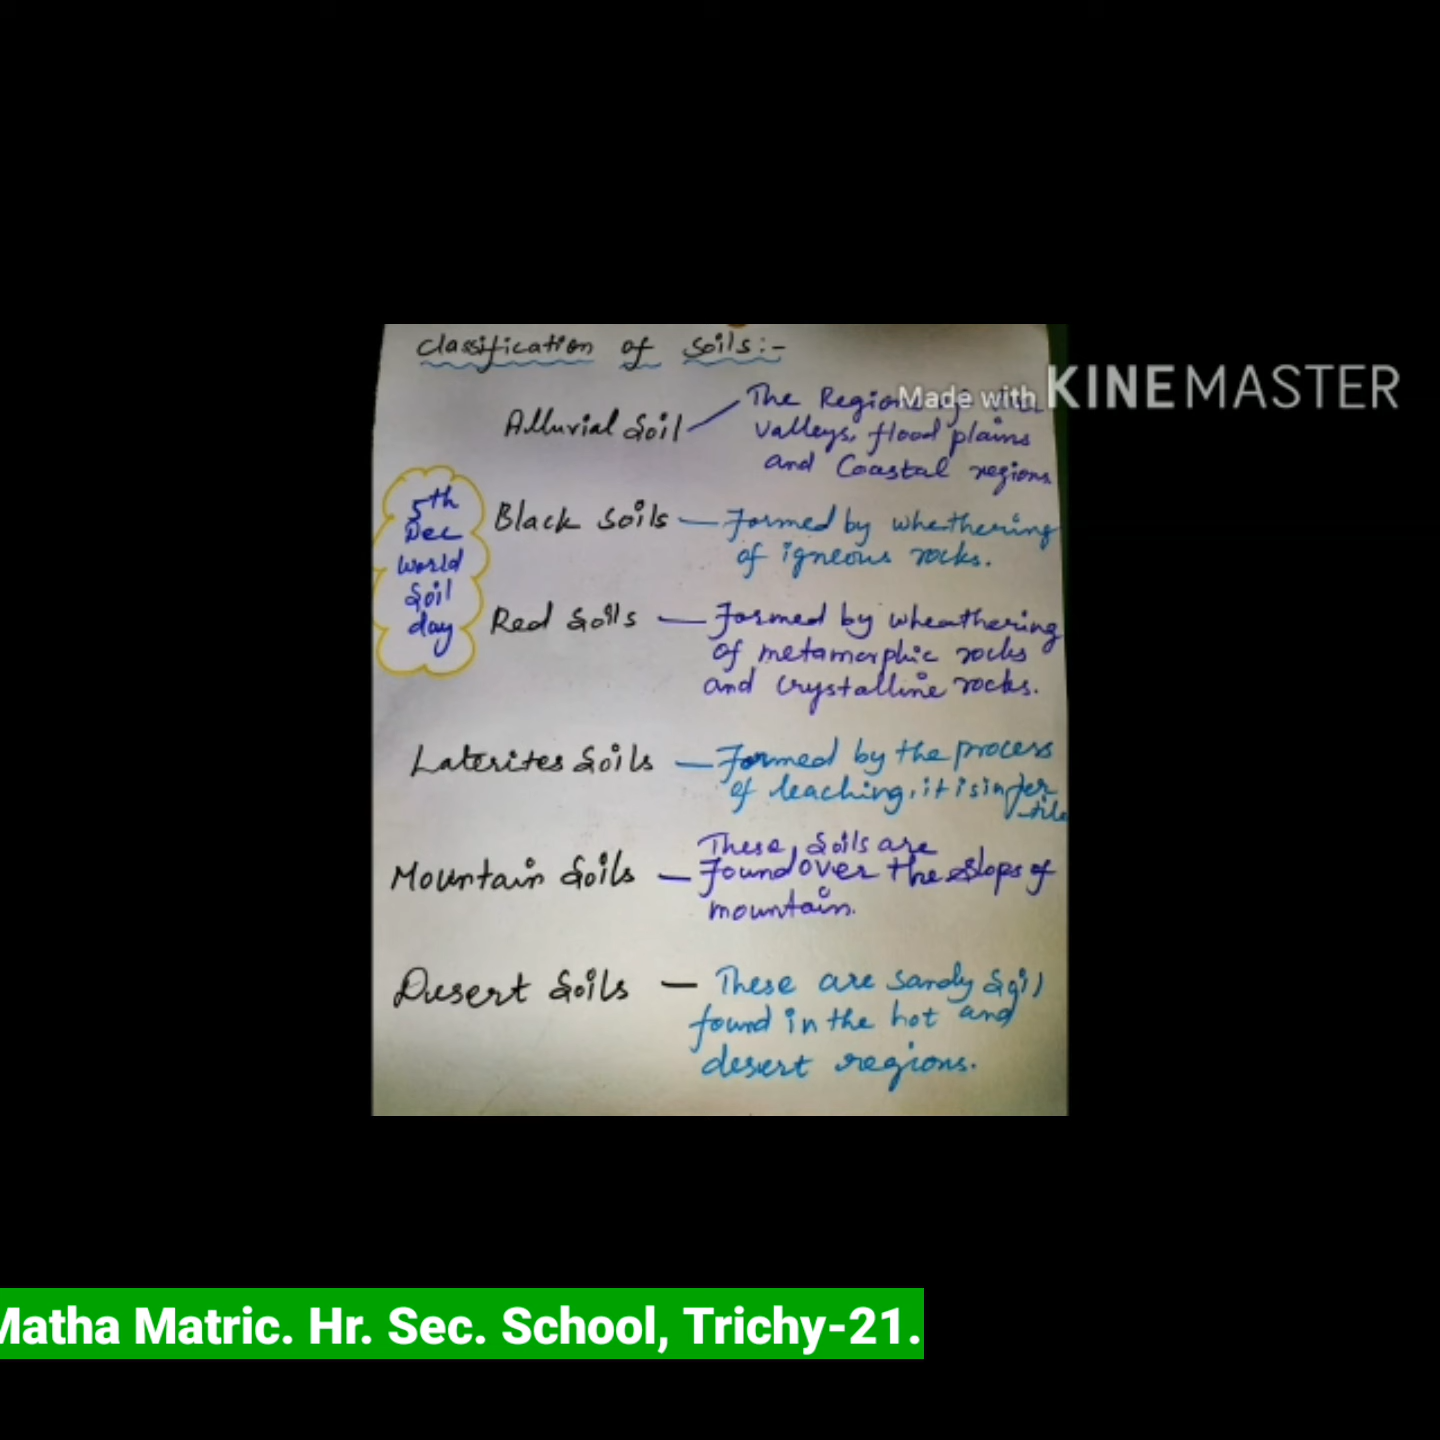 Classification of Soils:-
Made with KINEMASTER
The Region
Alluvial Soil
Valleys, flood plains
and Coastal regions
5th
Dec
World
Soil
day
Black Soils — Formed by wheathering
of igneous rocks.
Red Soils — Formed by wheathering
of metamorphic rocks
and Crystalline rocks.
Laterites Soils — Formed by the process
of leaching, it is infer
-tile
These, Soils are
Mountain Soils — Found over the slops of
mountain.
Desert Soils — These are sandy Soil
found in the hot and
desert regions.
Matha Matric. Hr. Sec. School, Trichy-21.